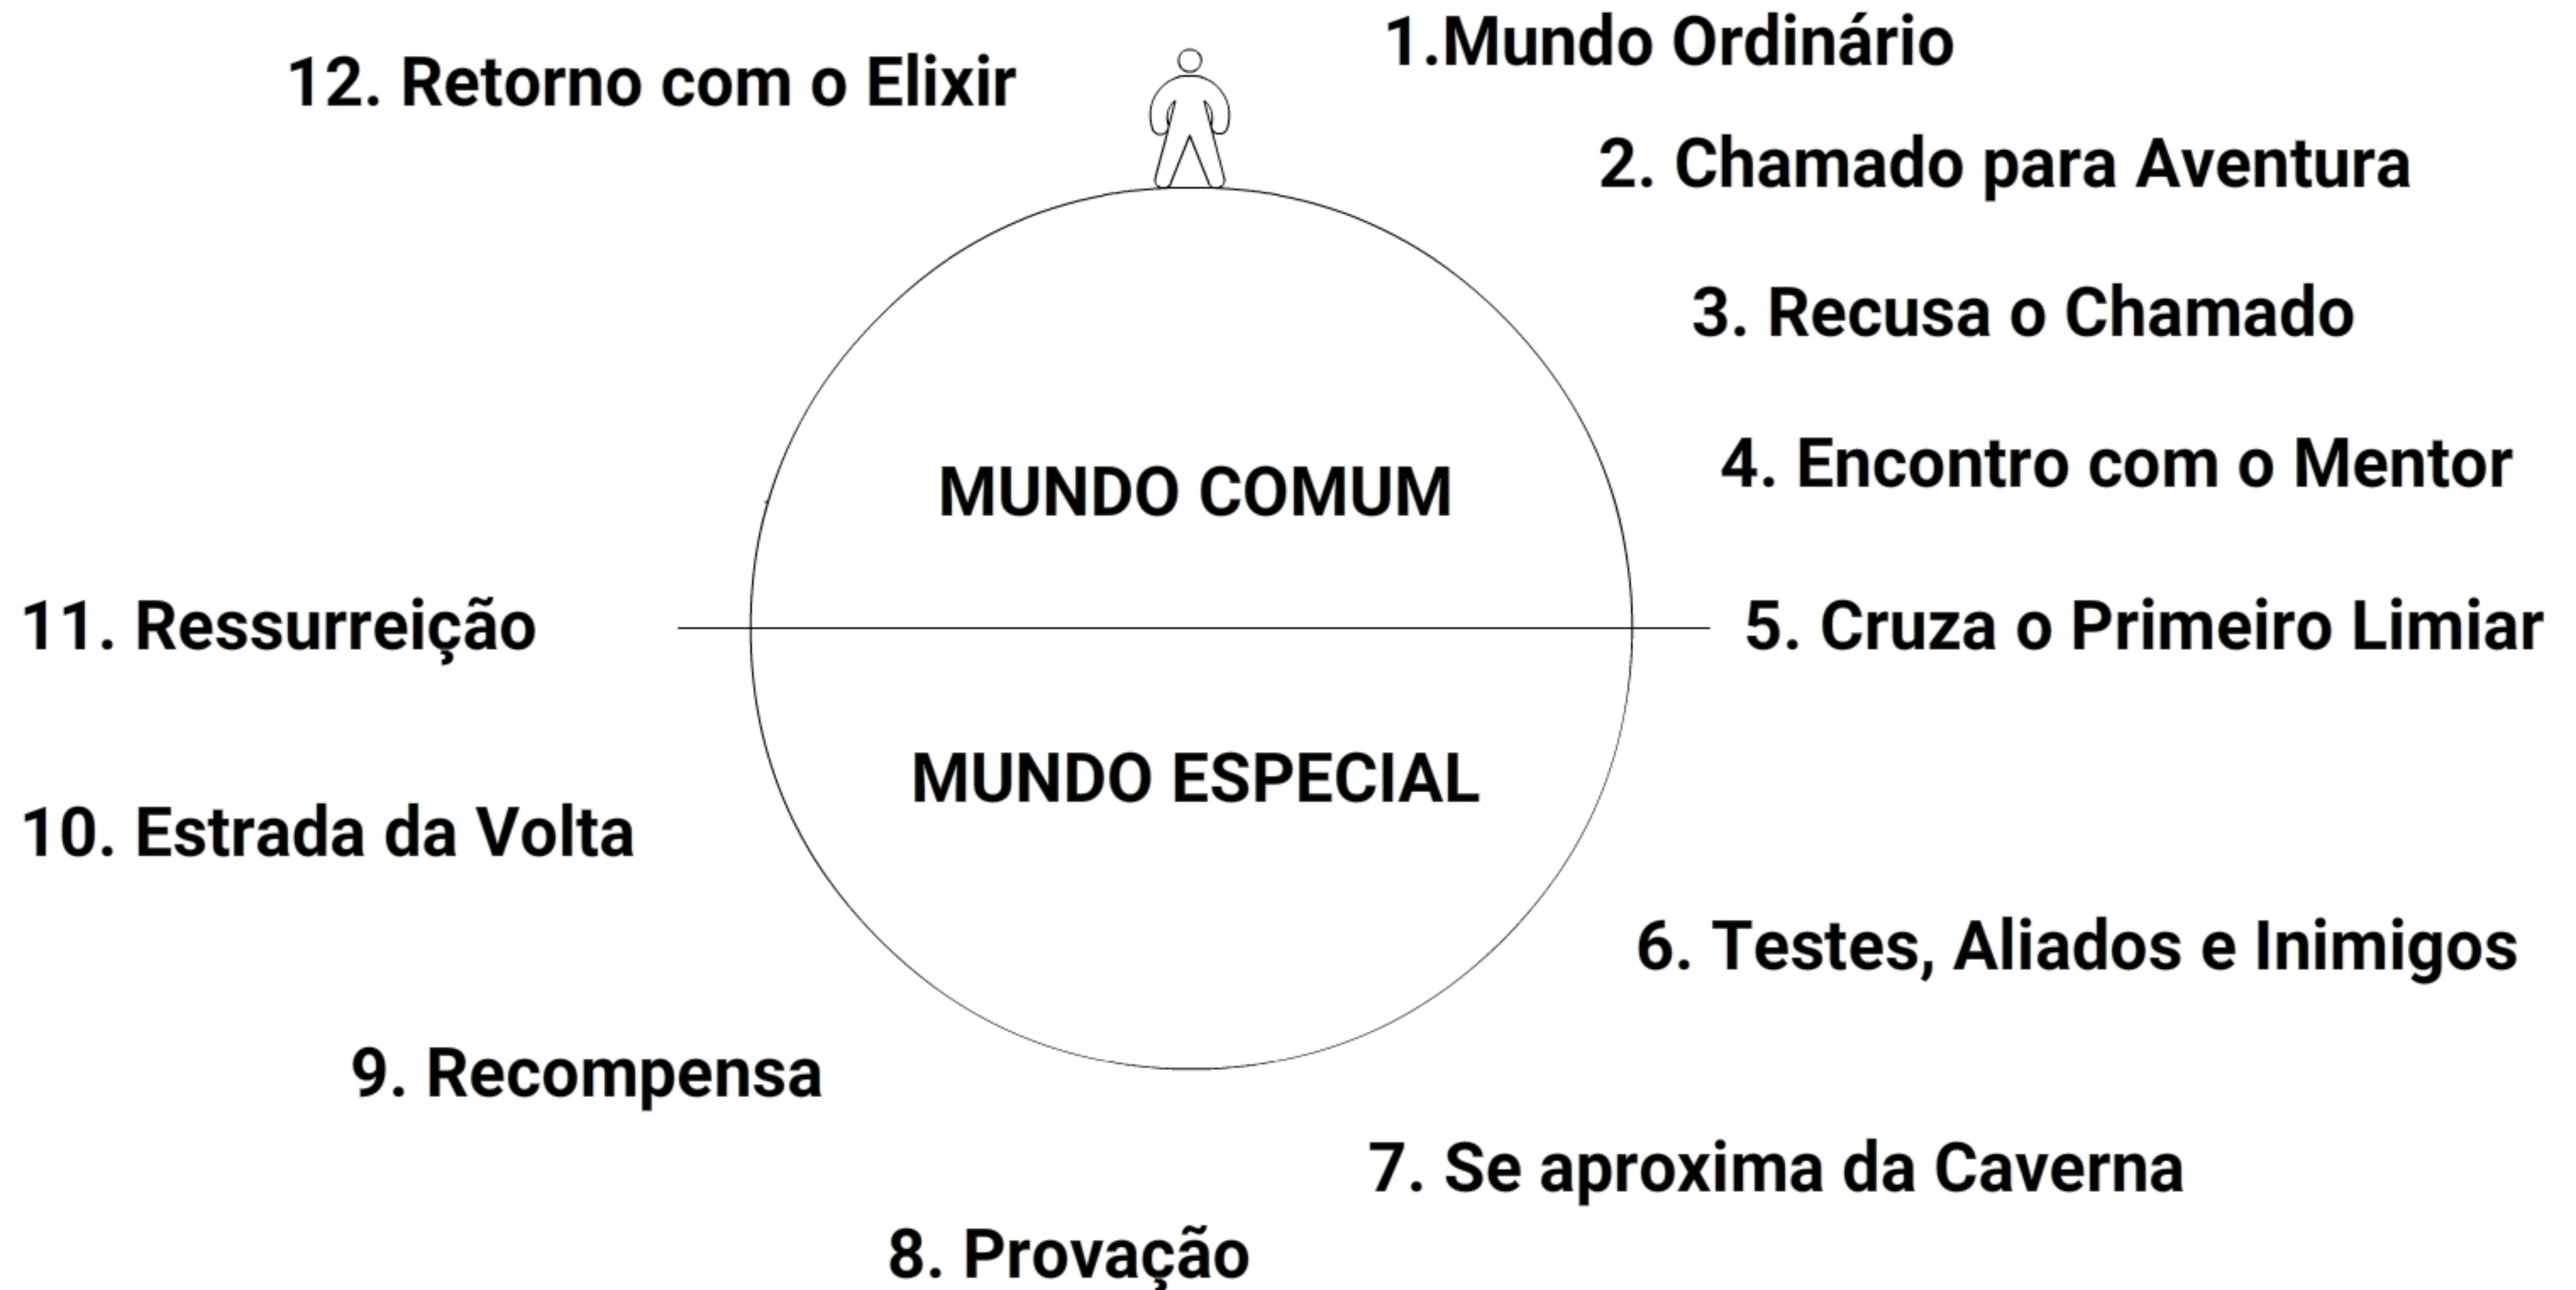 1.Mundo Ordinário
2. Chamado para Aventura
3. Recusa o Chamado
4. Encontro com o Mentor
5. Cruza o Primeiro Limiar
6. Testes, Aliados e Inimigos
7. Se aproxima da Caverna
8. Provação
9. Recompensa
10. Estrada da Volta
11. Ressurreição
12. Retorno com o Elixir
MUNDO COMUM
MUNDO ESPECIAL